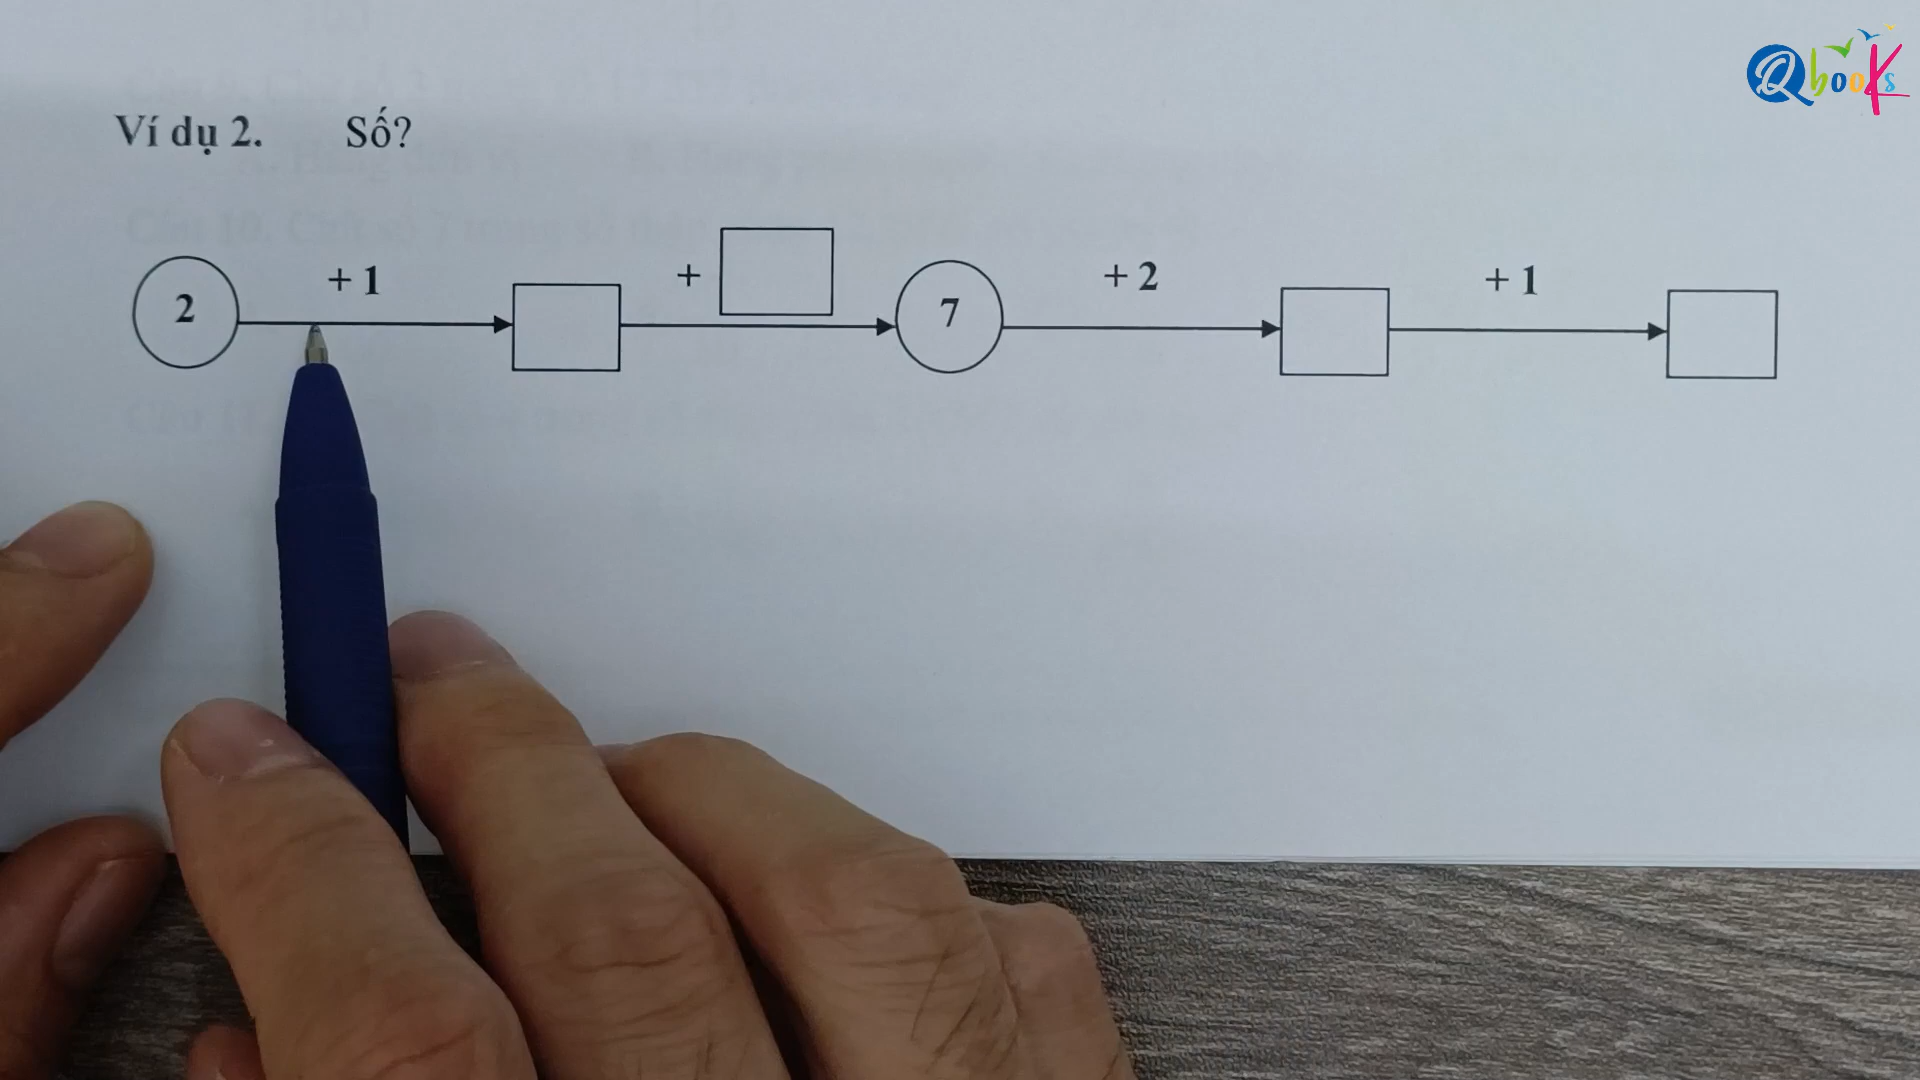 Qbooks
Ví dụ 2. Số?
2 + 1 + 7 + 2 + 1